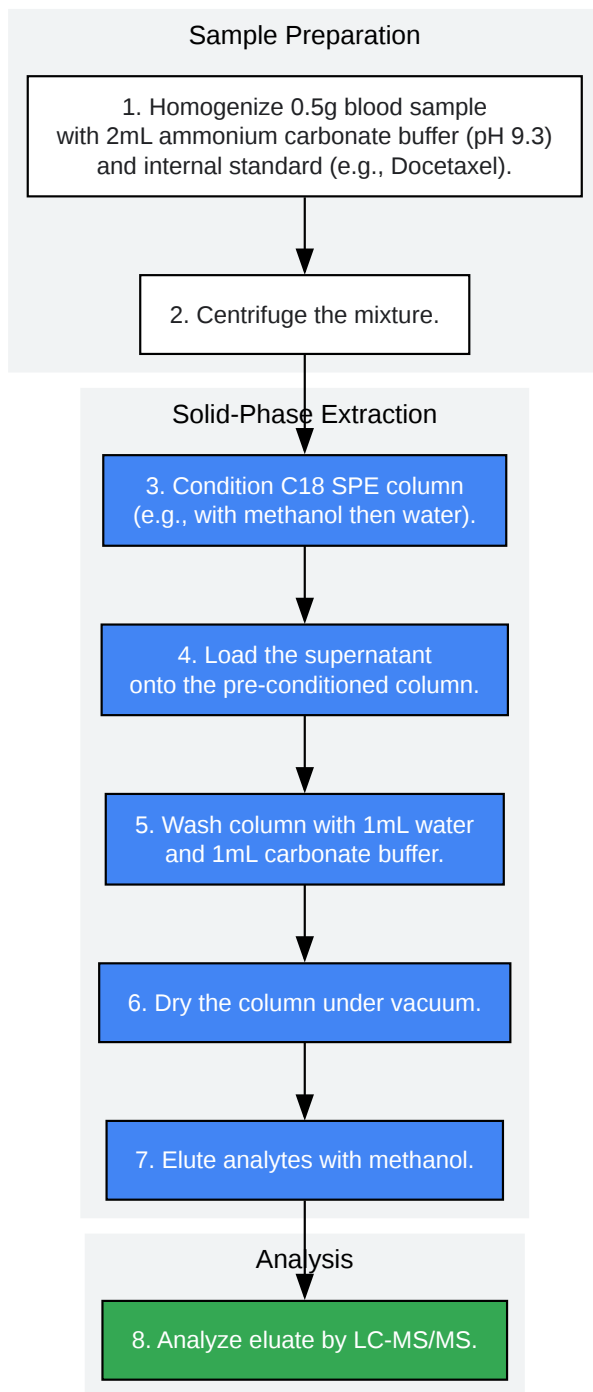 Sample Preparation
1. Homogenize 0.5g blood sample
with 2mL ammonium carbonate buffer (pH 9.3)
and internal standard (e.g., Docetaxel).
2. Centrifuge the mixture.
Solid-Phase Extraction
3. Condition C18 SPE column
(e.g., with methanol then water).
4. Load the supernatant
onto the pre-conditioned column.
5. Wash column with 1mL water
and 1mL carbonate buffer.
6. Dry the column under vacuum.
7. Elute analytes with methanol.
Analysis
8. Analyze eluate by LC-MS/MS.